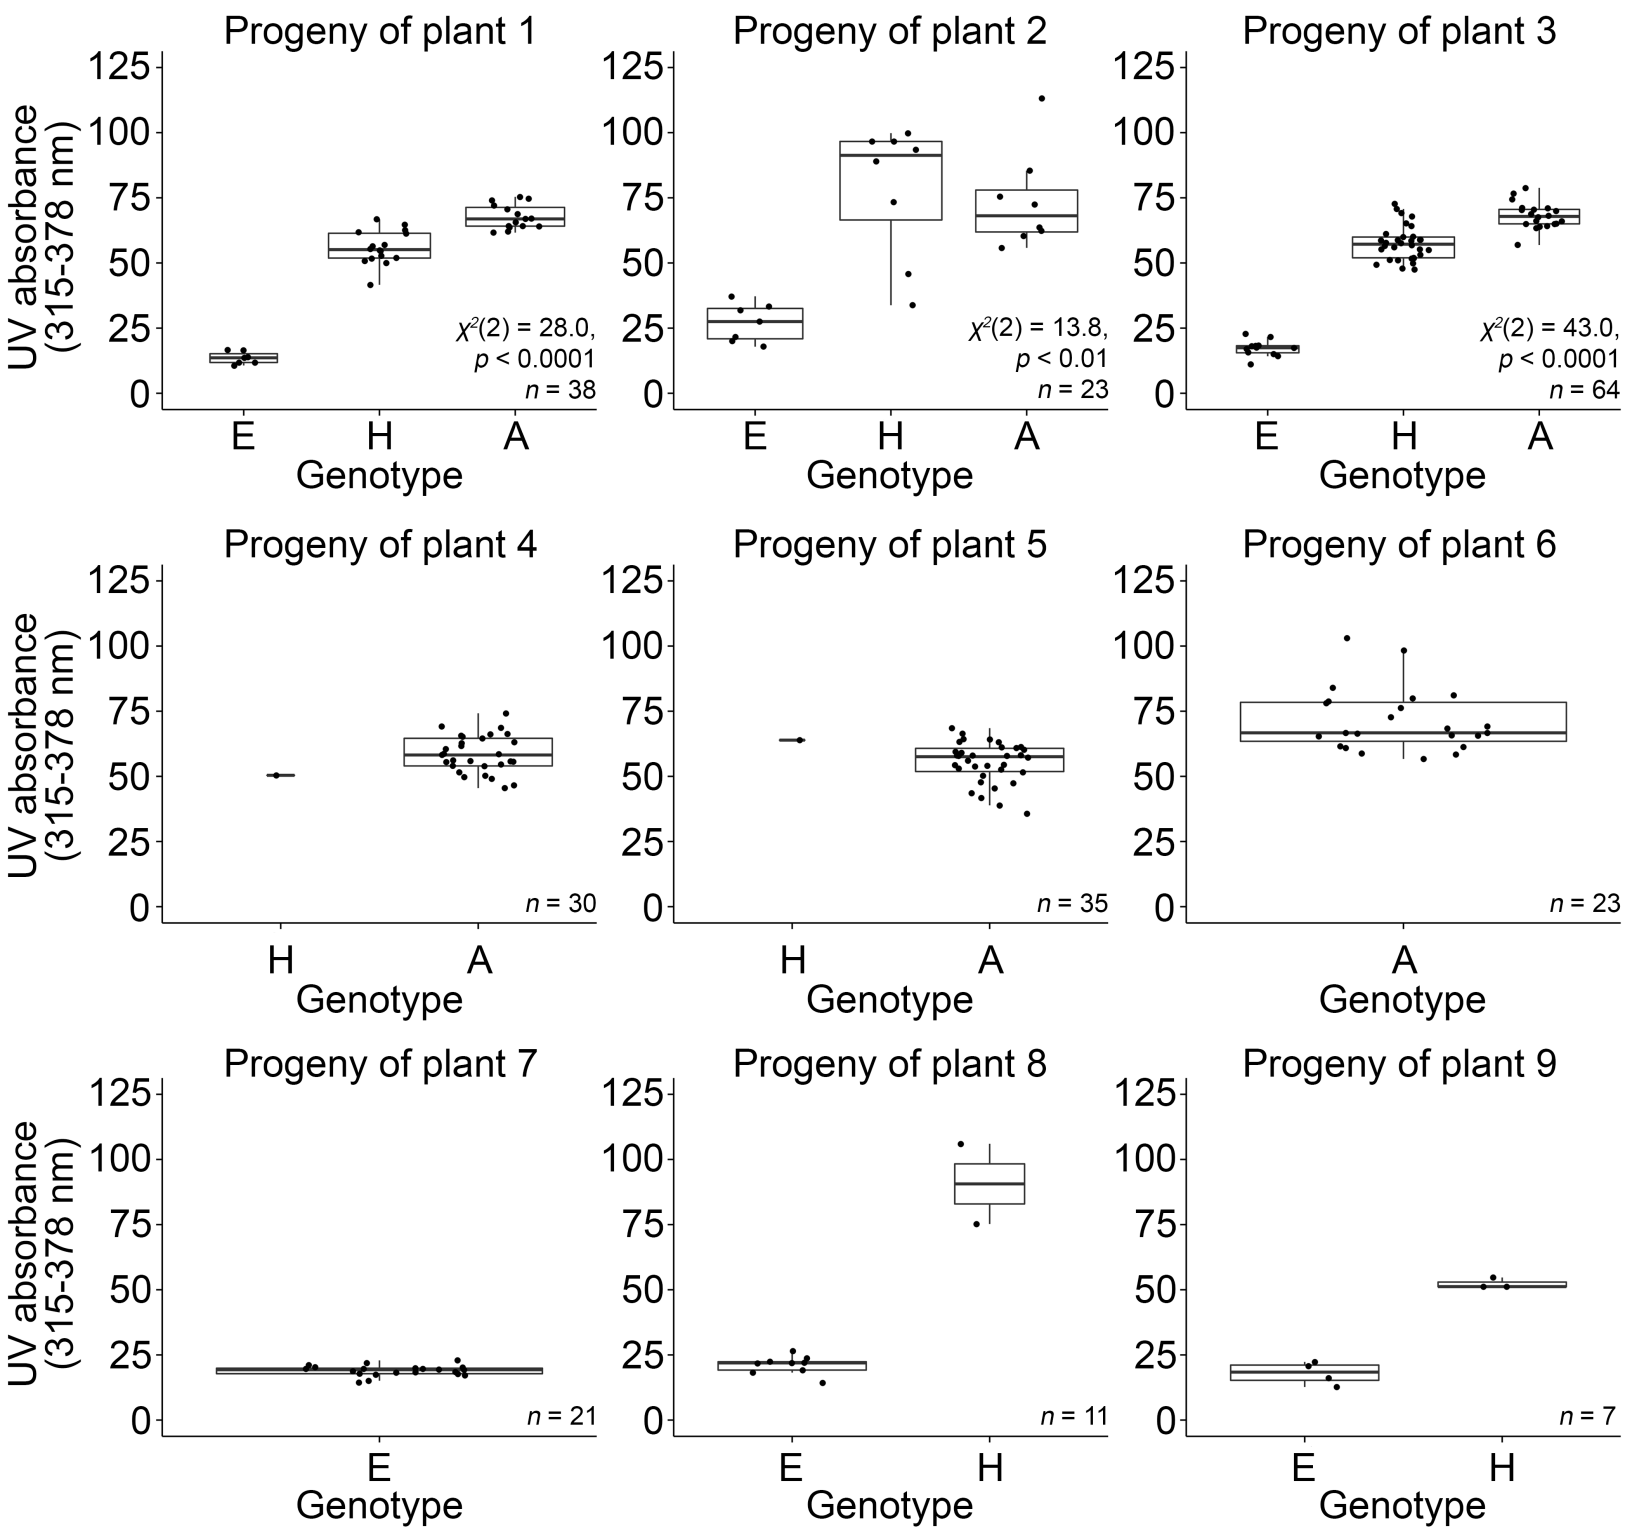 Progeny of plant 1
UV absorbance
(315-378 nm)
125
100
75
50
25
0
χ²(2) = 28.0,
p < 0.0001
n = 38
E H A
Genotype
Progeny of plant 2
125
100
75
50
25
0
χ²(2) = 13.8,
p < 0.01
n = 23
E H A
Genotype
Progeny of plant 3
125
100
75
50
25
0
χ²(2) = 43.0,
p < 0.0001
n = 64
E H A
Genotype
Progeny of plant 4
UV absorbance
(315-378 nm)
125
100
75
50
25
0
n = 30
H A
Genotype
Progeny of plant 5
125
100
75
50
25
0
n = 35
H A
Genotype
Progeny of plant 6
125
100
75
50
25
0
n = 23
A
Genotype
Progeny of plant 7
UV absorbance
(315-378 nm)
125
100
75
50
25
0
n = 21
E
Genotype
Progeny of plant 8
125
100
75
50
25
0
n = 11
E H
Genotype
Progeny of plant 9
125
100
75
50
25
0
n = 7
E H
Genotype